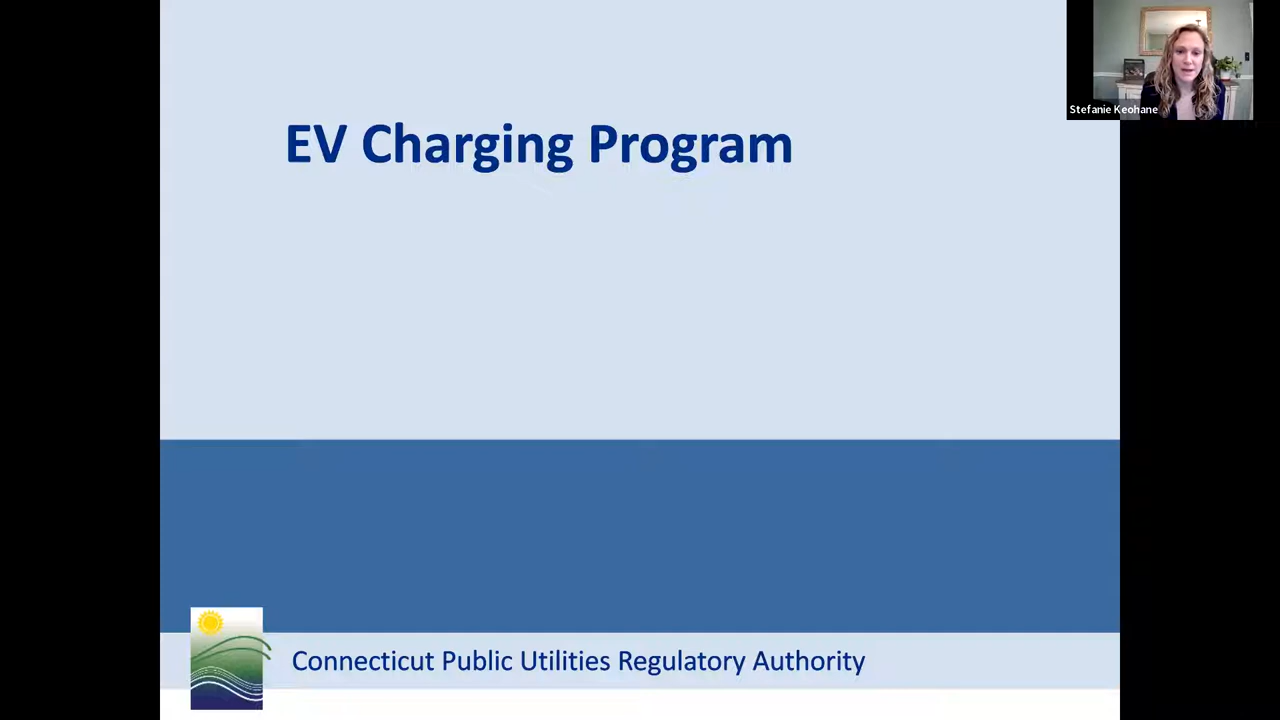 EV Charging Program
Stefanie Keohane
Connecticut Public Utilities Regulatory Authority